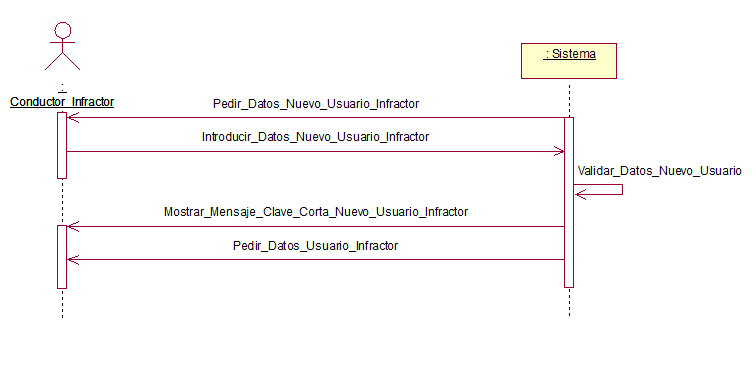 : Sistema
:
Conductor_Infractor
Pedir_Datos_Nuevo_Usuario_Infractor
Introducir_Datos_Nuevo_Usuario_Infractor
Validar_Datos_Nuevo_Usuario
Mostrar_Mensaje_Clave_Corta_Nuevo_Usuario_Infractor
Pedir_Datos_Usuario_Infractor